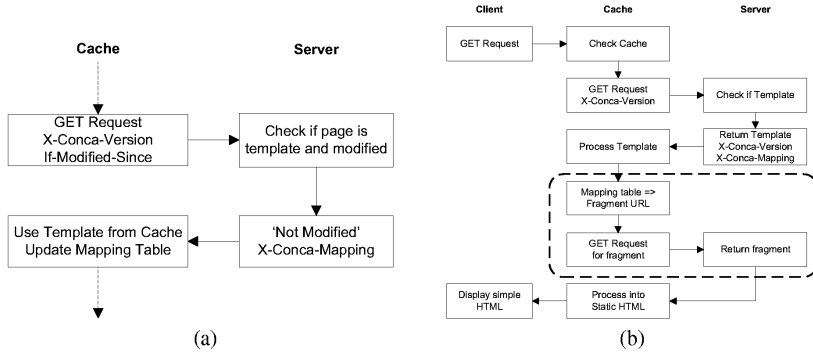 Cache
Server
GET Request
X-Conca-Version
If-Modified-Since
Check if page is
template and modified
Use Template from Cache
Update Mapping Table
‘Not Modified’
X-Conca-Mapping
(a)
Client
Cache
Server
GET Request
Check Cache
GET Request
X-Conca-Version
Check if Template
Process Template
Return Template
X-Conca-Version
X-Conca-Mapping
Mapping table =>
Fragment URL
GET Request
for fragment
Return fragment
Display simple
HTML
Process into
Static HTML
(b)